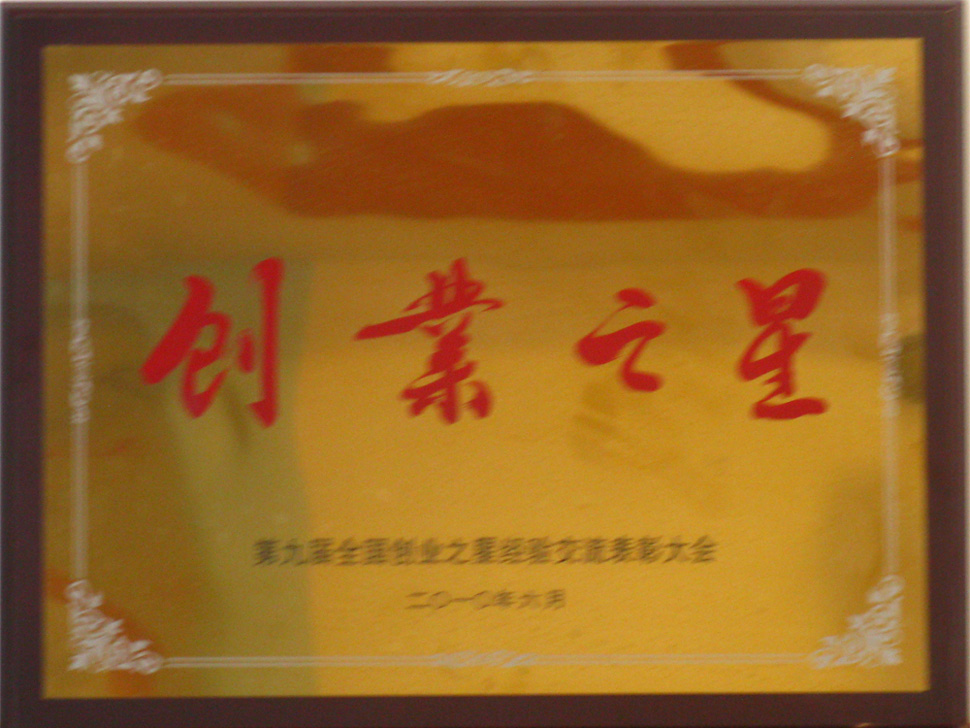 创業之星
第九届全国创业之星经验交流表彰大会
二〇一〇年六月